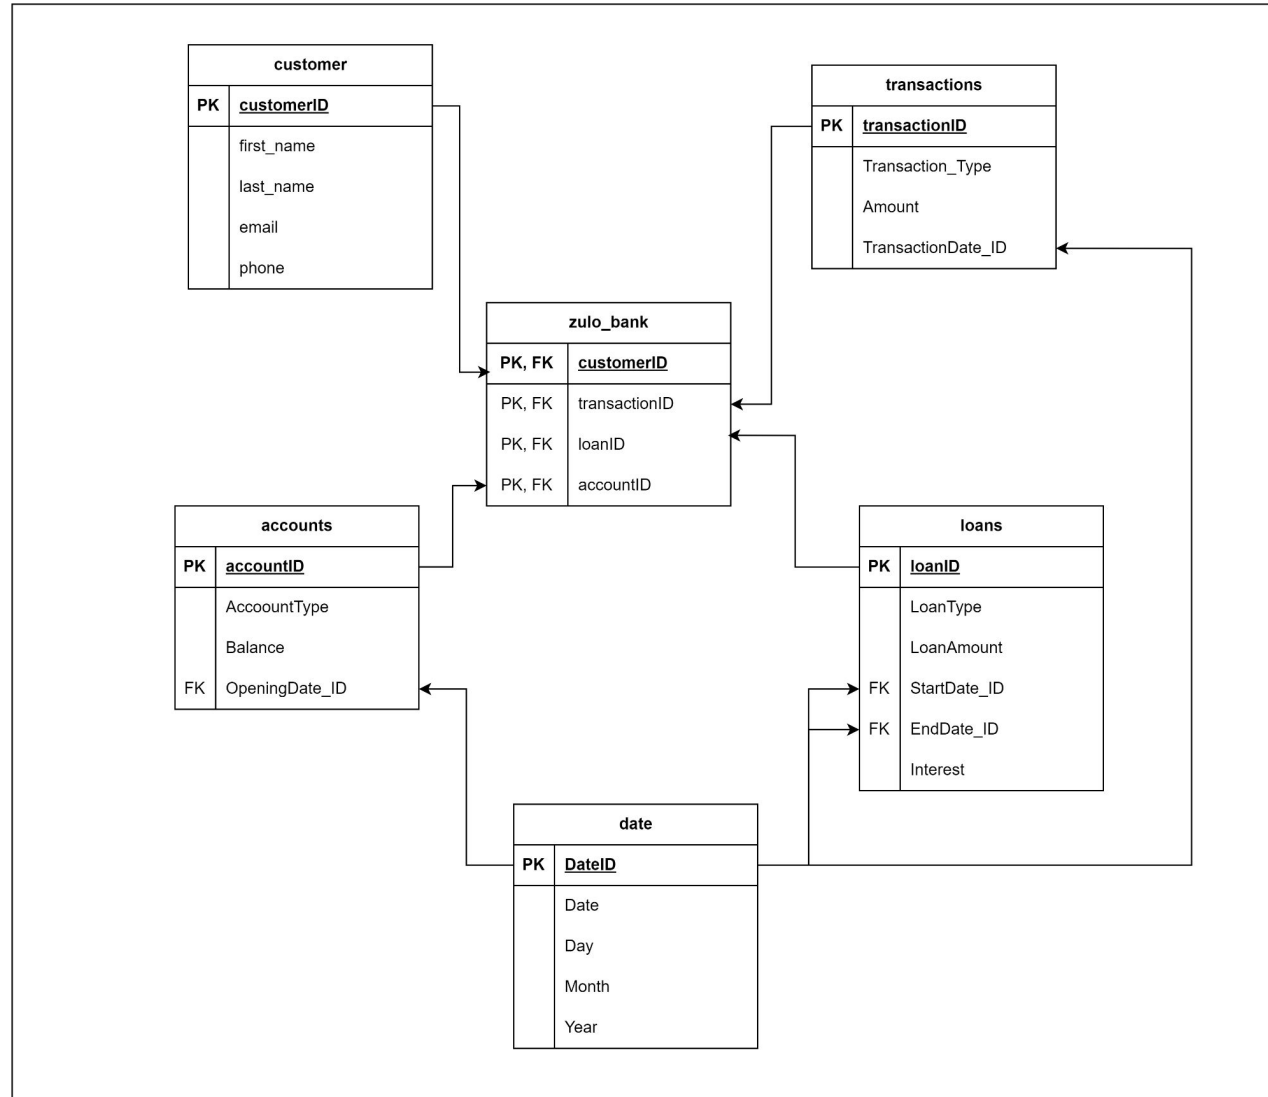 customer
PK customerID
first_name
last_name
email
phone
transactions
PK transactionID
Transaction_Type
Amount
TransactionDate_ID
zulo_bank
PK, FK customerID
PK, FK transactionID
PK, FK loanID
PK, FK accountID
accounts
PK accountID
AccoountType
Balance
FK OpeningDate_ID
loans
PK loanID
LoanType
LoanAmount
FK StartDate_ID
FK EndDate_ID
Interest
date
PK DateID
Date
Day
Month
Year